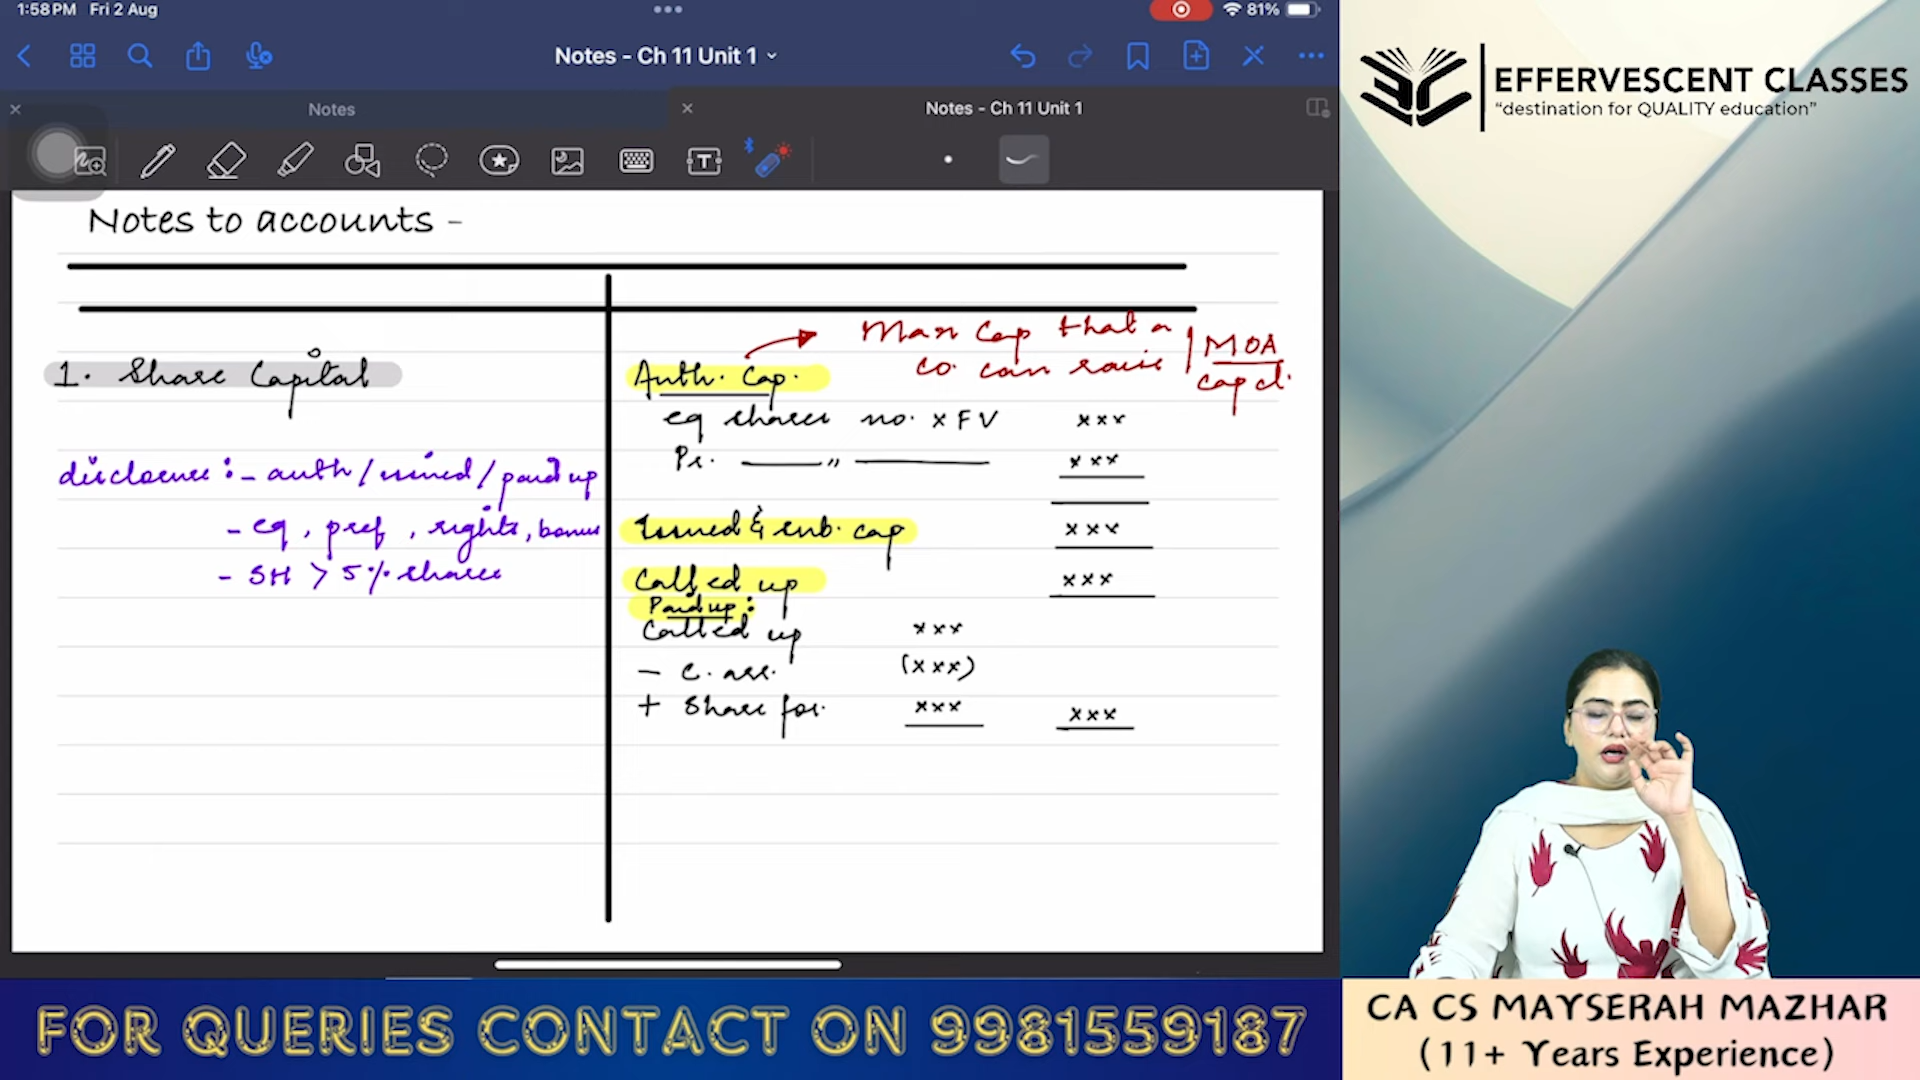 1:58 PM Fri 2 Aug
81%
Notes - Ch 11 Unit 1
Notes
Notes - Ch 11 Unit 1
EFFERVESCENT CLASSES
"destination for QUALITY education"
Notes to accounts -
1. Share Capital
disclosure :- auth / issued / paid up
- eq, pref, rights, bonus
- SH > 5% shares
Max Cap that a
co. can raise
MOA
cap cl.
Auth. Cap.
eq shares no. x FV xxx
Pr. —— " —— xxx
Issued & sub. cap xxx
Called up xxx
Paid up :
Called up xxx
- C. arr. (xxx)
+ Share for. xxx xxx
FOR QUERIES CONTACT ON 9981559187
CA CS MAYSERAH MAZHAR
(11+ Years Experience)